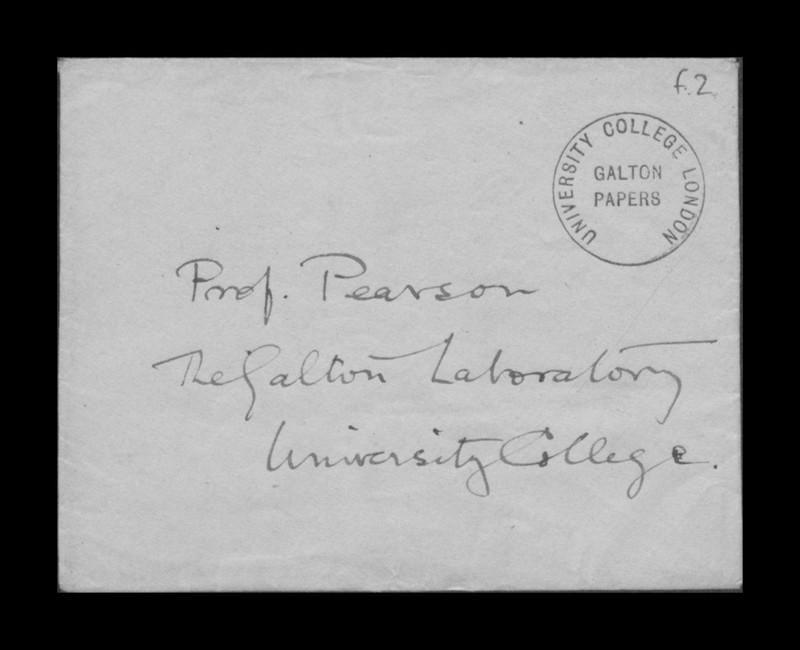 f.2
UNIVERSITY COLLEGE LONDON
GALTON
PAPERS
Prof. Pearson
The Galton Laboratory
University College.